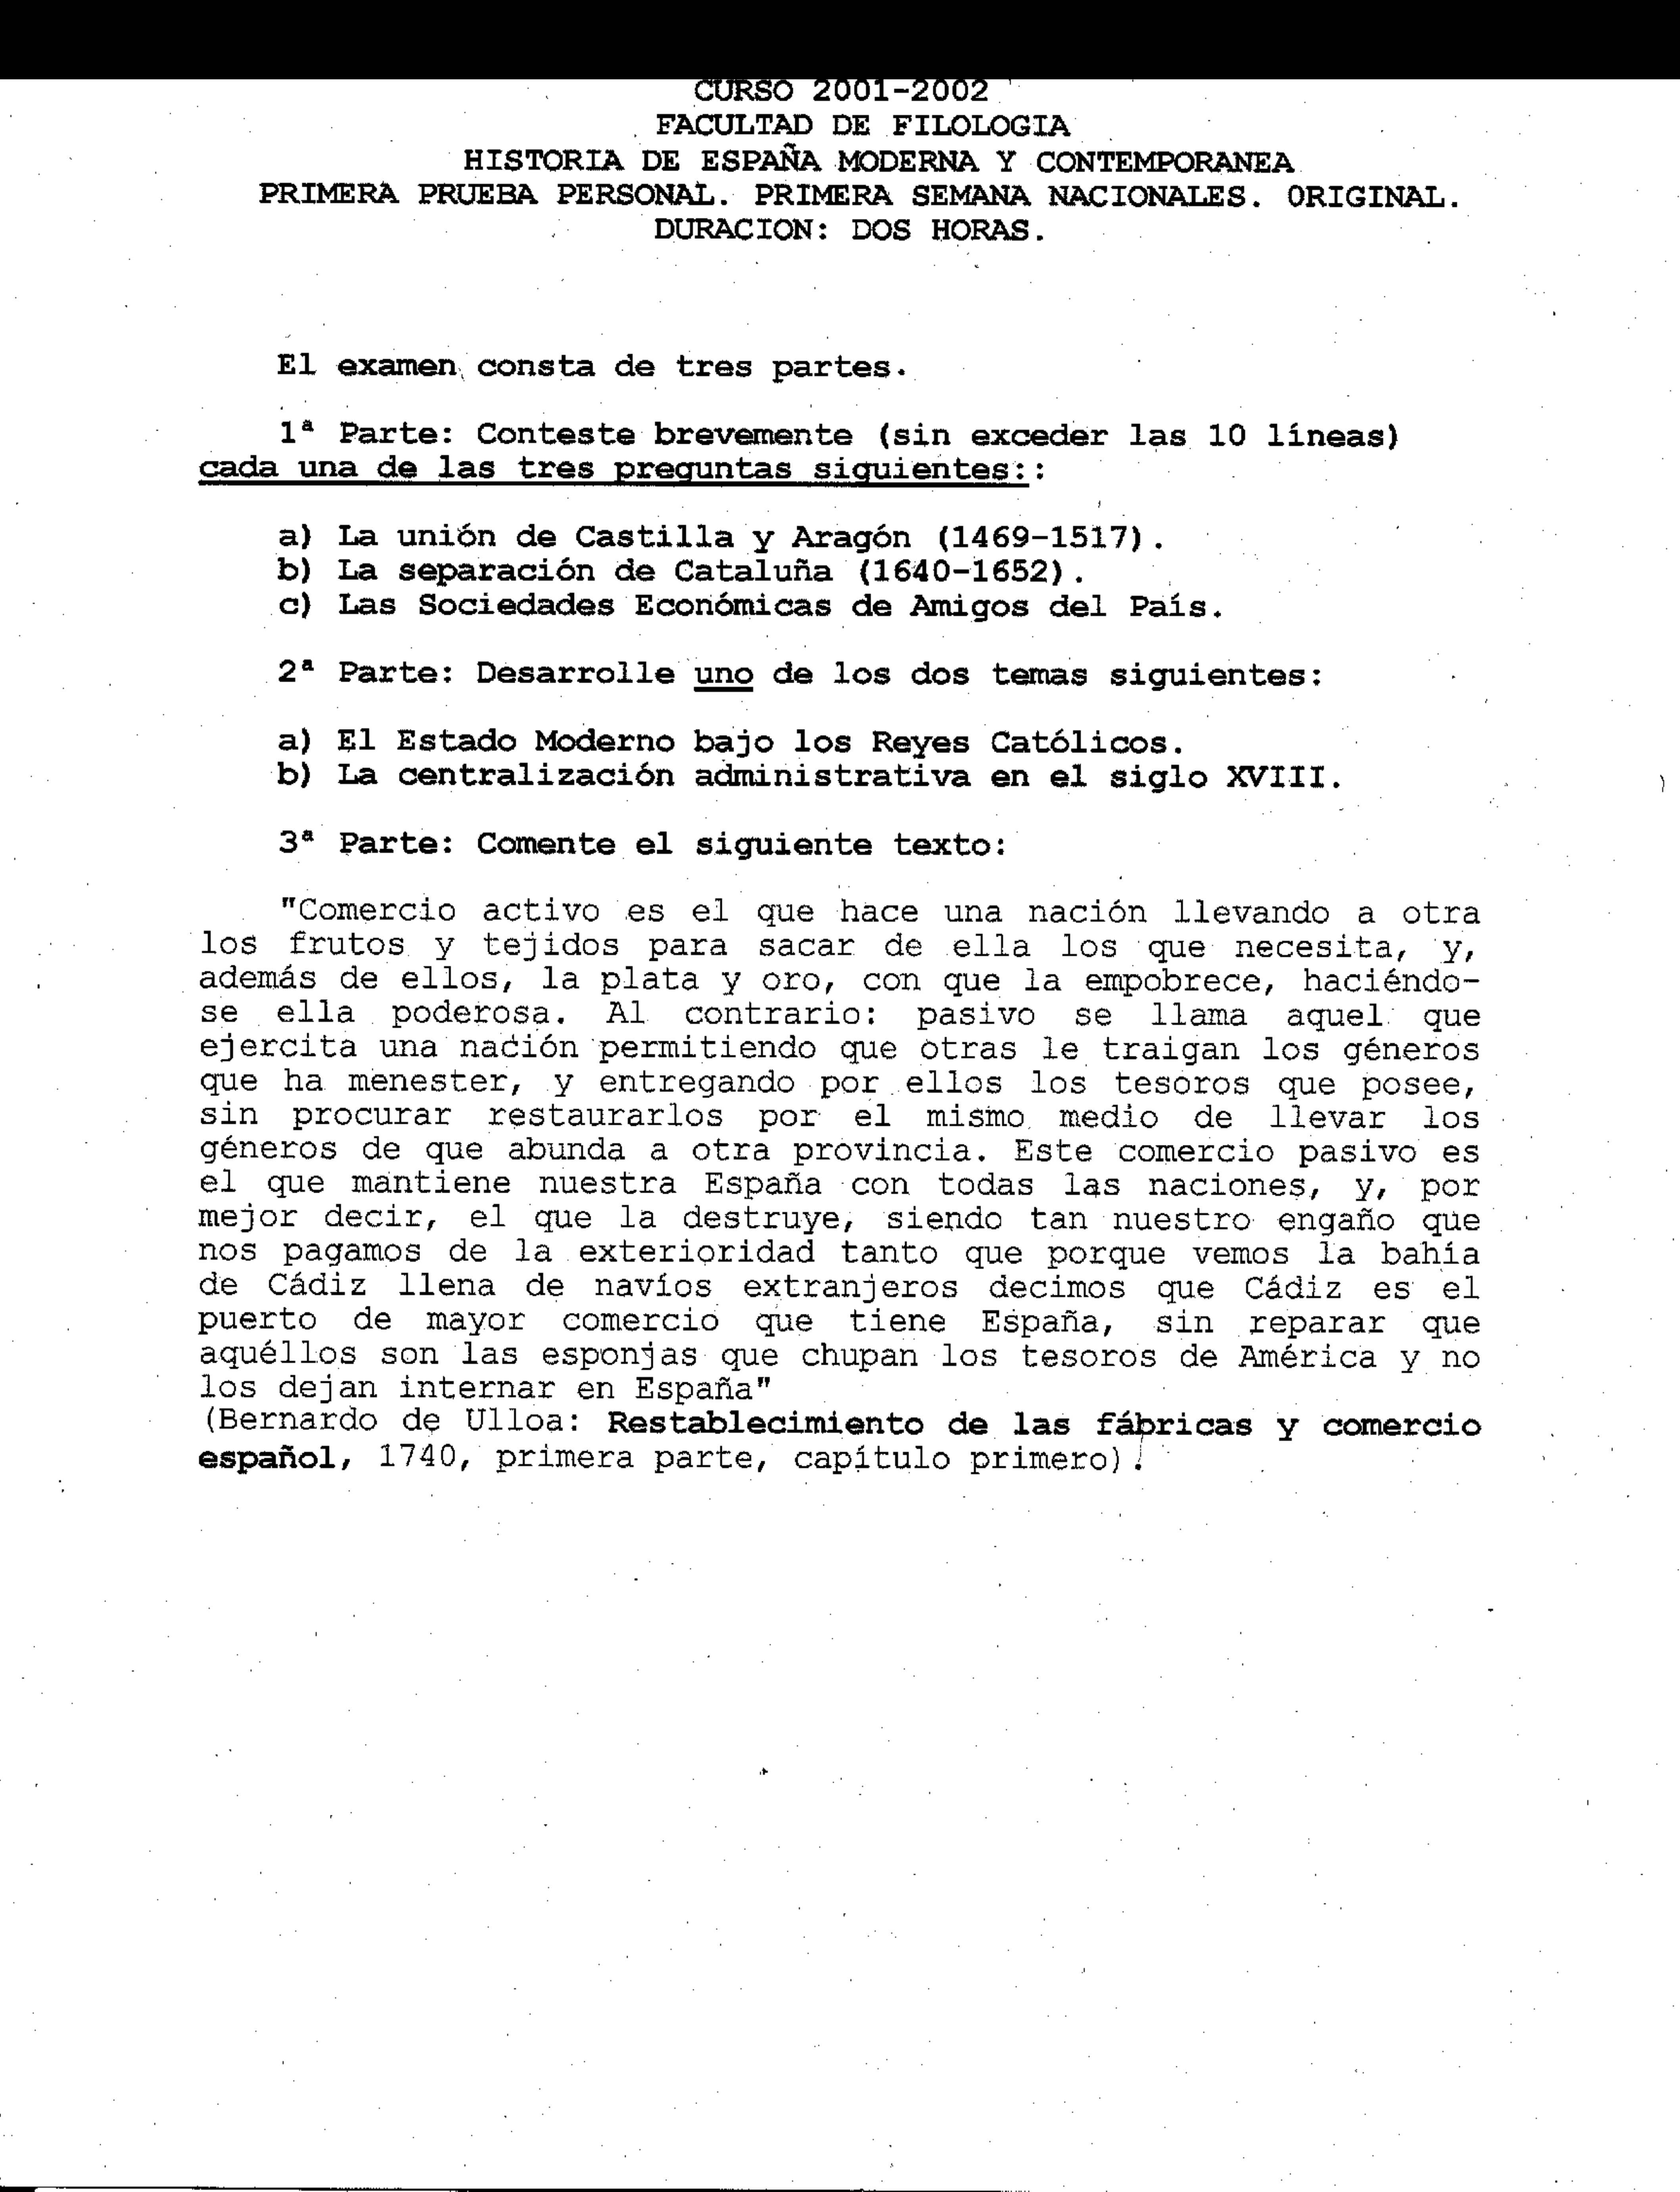 CURSO 2001-2002
FACULTAD DE FILOLOGIA
HISTORIA DE ESPAÑA MODERNA Y CONTEMPORANEA
PRIMERA PRUEBA PERSONAL. PRIMERA SEMANA NACIONALES. ORIGINAL.
DURACION: DOS HORAS.
El examen consta de tres partes.
1ª Parte: Conteste brevemente (sin exceder las 10 líneas)
cada una de las tres preguntas siguientes::
a) La unión de Castilla y Aragón (1469-1517).
b) La separación de Cataluña (1640-1652).
c) Las Sociedades Económicas de Amigos del País.
2ª Parte: Desarrolle uno de los dos temas siguientes:
a) El Estado Moderno bajo los Reyes Católicos.
b) La centralización administrativa en el siglo XVIII.
3ª Parte: Comente el siguiente texto:
"Comercio activo es el que hace una nación llevando a otra
los frutos y tejidos para sacar de ella los que necesita, y,
además de ellos, la plata y oro, con que la empobrece, haciéndo-
se ella poderosa. Al contrario: pasivo se llama aquel que
ejercita una nación permitiendo que otras le traigan los géneros
que ha menester, y entregando por ellos los tesoros que posee,
sin procurar restaurarlos por el mismo medio de llevar los
géneros de que abunda a otra provincia. Este comercio pasivo es
el que mantiene nuestra España con todas las naciones, y, por
mejor decir, el que la destruye, siendo tan nuestro engaño que
nos pagamos de la exterioridad tanto que porque vemos la bahía
de Cádiz llena de navíos extranjeros decimos que Cádiz es el
puerto de mayor comercio que tiene España, sin reparar que
aquéllos son las esponjas que chupan los tesoros de América y no
los dejan internar en España"
(Bernardo de Ulloa: Restablecimiento de las fábricas y comercio
español, 1740, primera parte, capítulo primero).